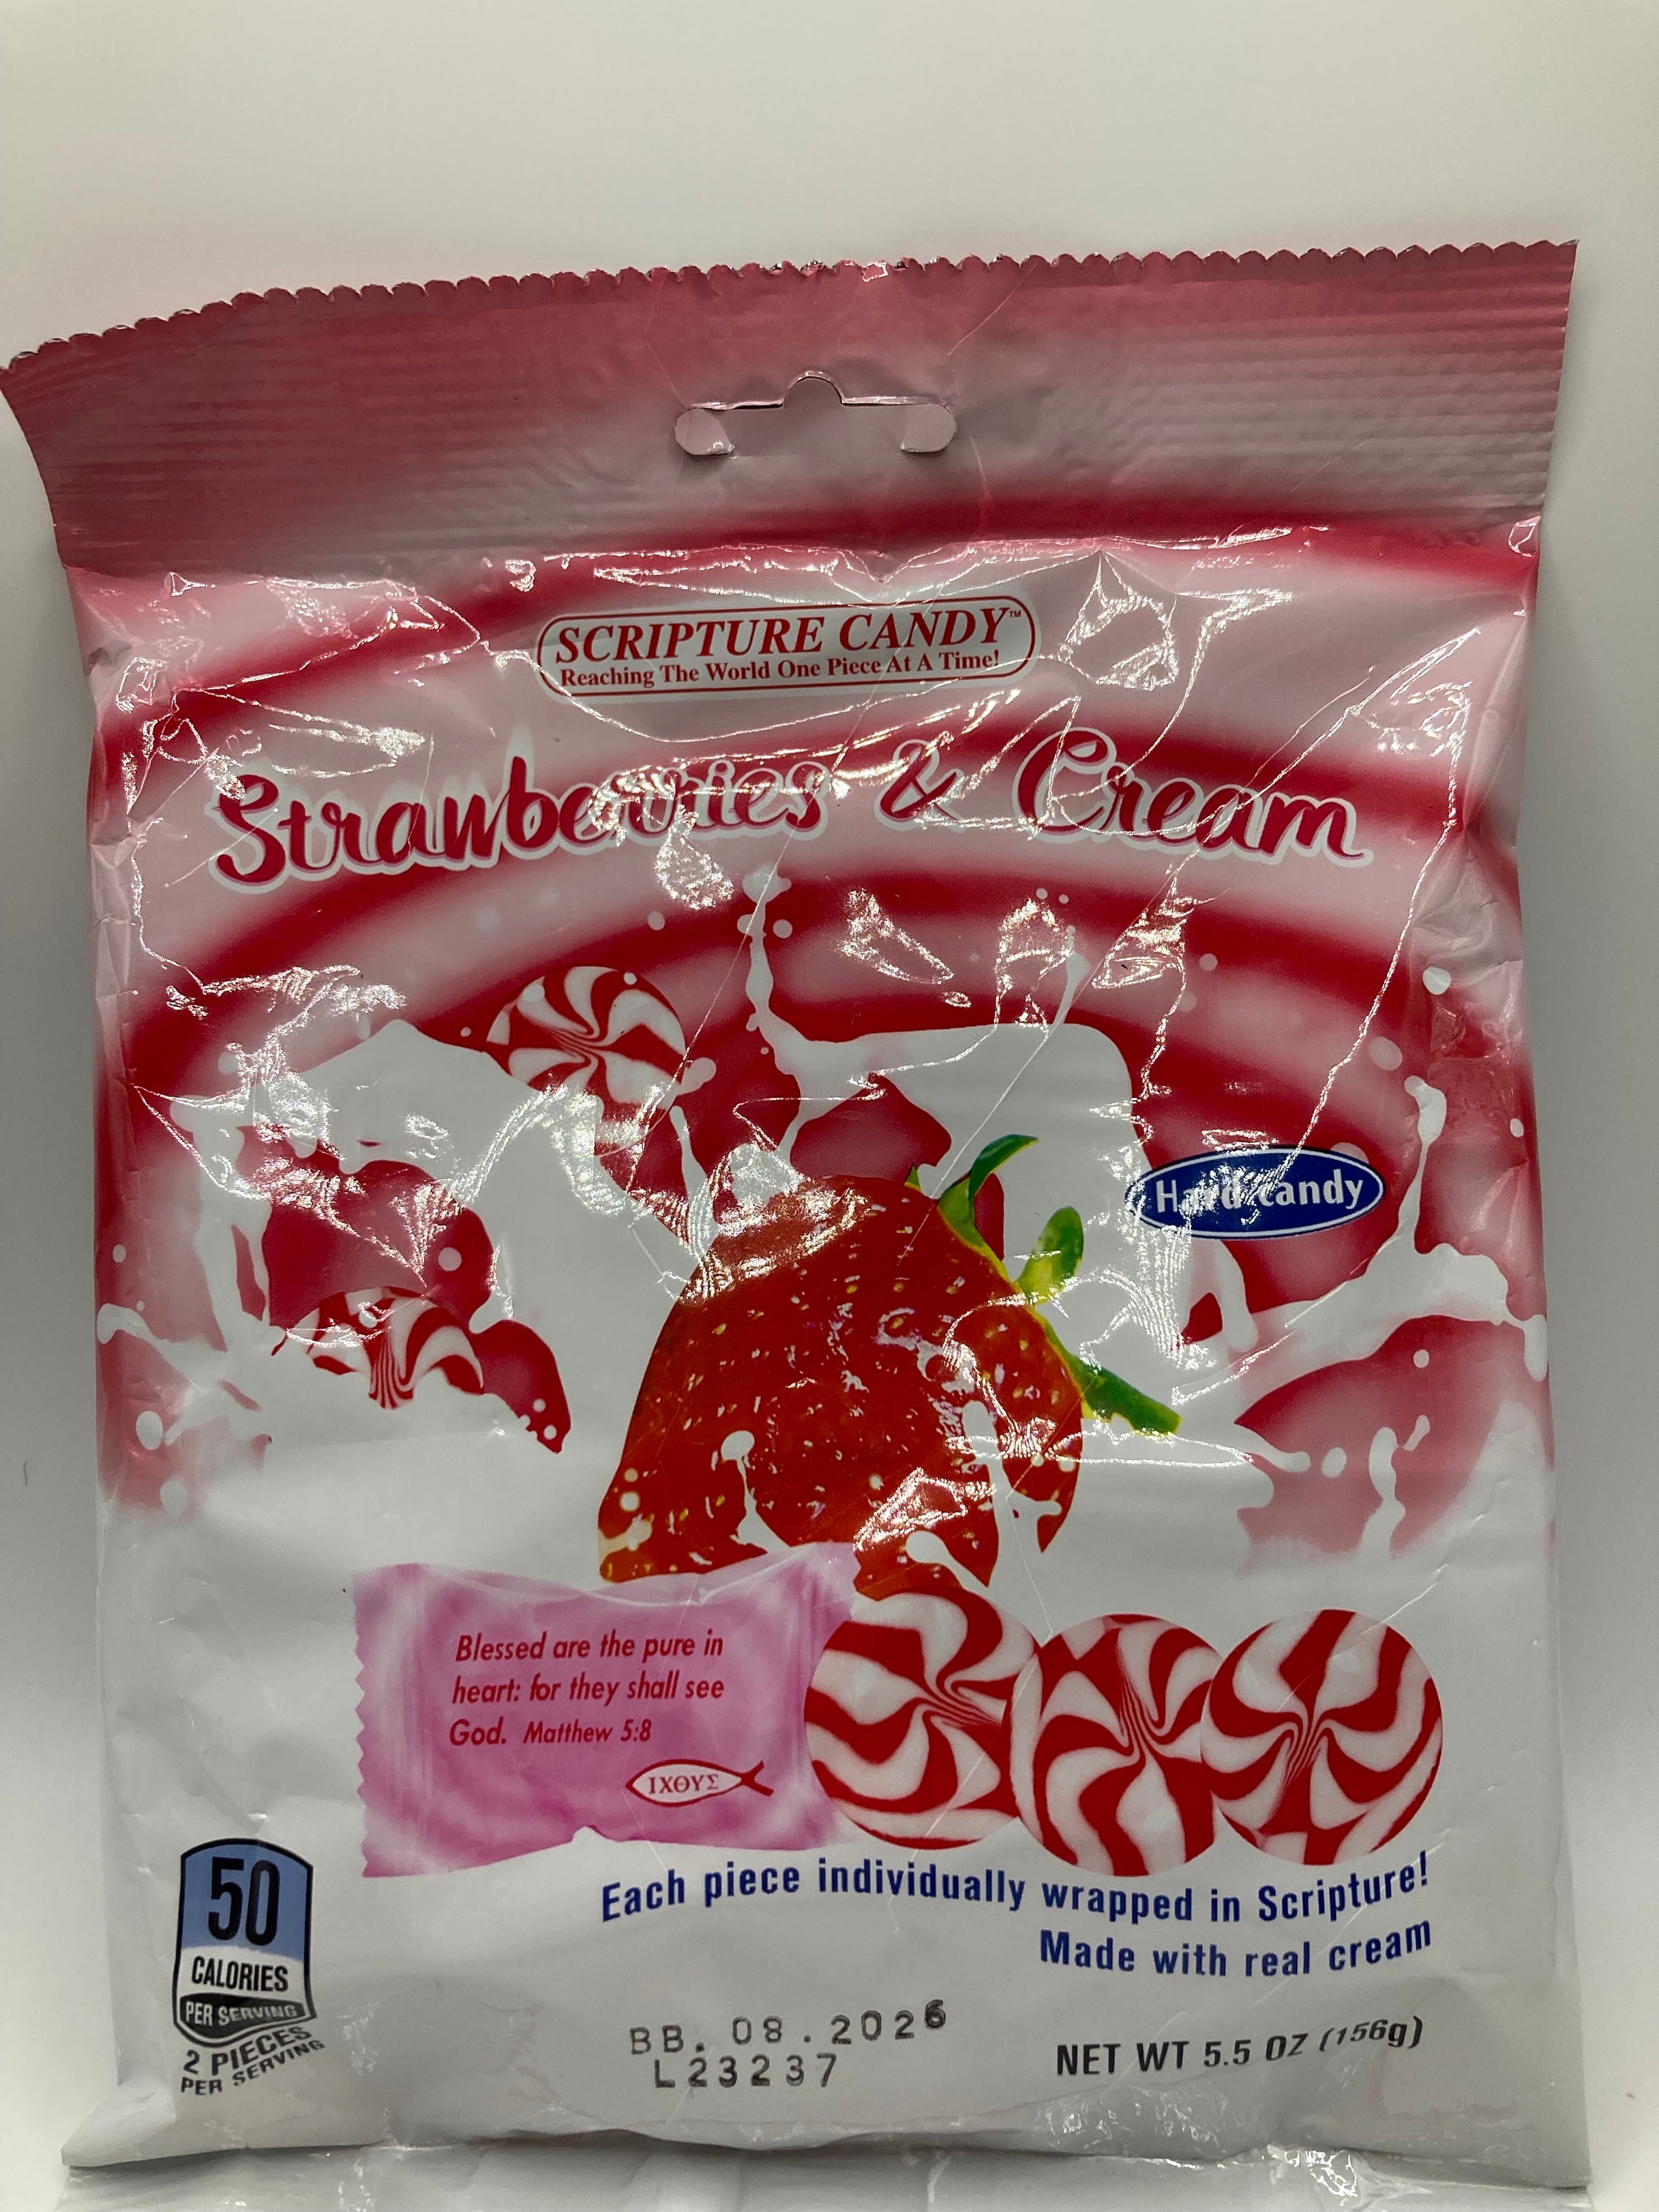 SCRIPTURE CANDY™
Reaching The World One Piece At A Time!
Strawberries & Cream
Hard Candy
Blessed are the pure in
heart: for they shall see
God. Matthew 5:8
ΙΧΘΥΣ
Each piece individually wrapped in Scripture!
Made with real cream
50
CALORIES
PER SERVING
2 PIECES
PER SERVING
BB. 08.2026
L23237
NET WT 5.5 OZ (156g)